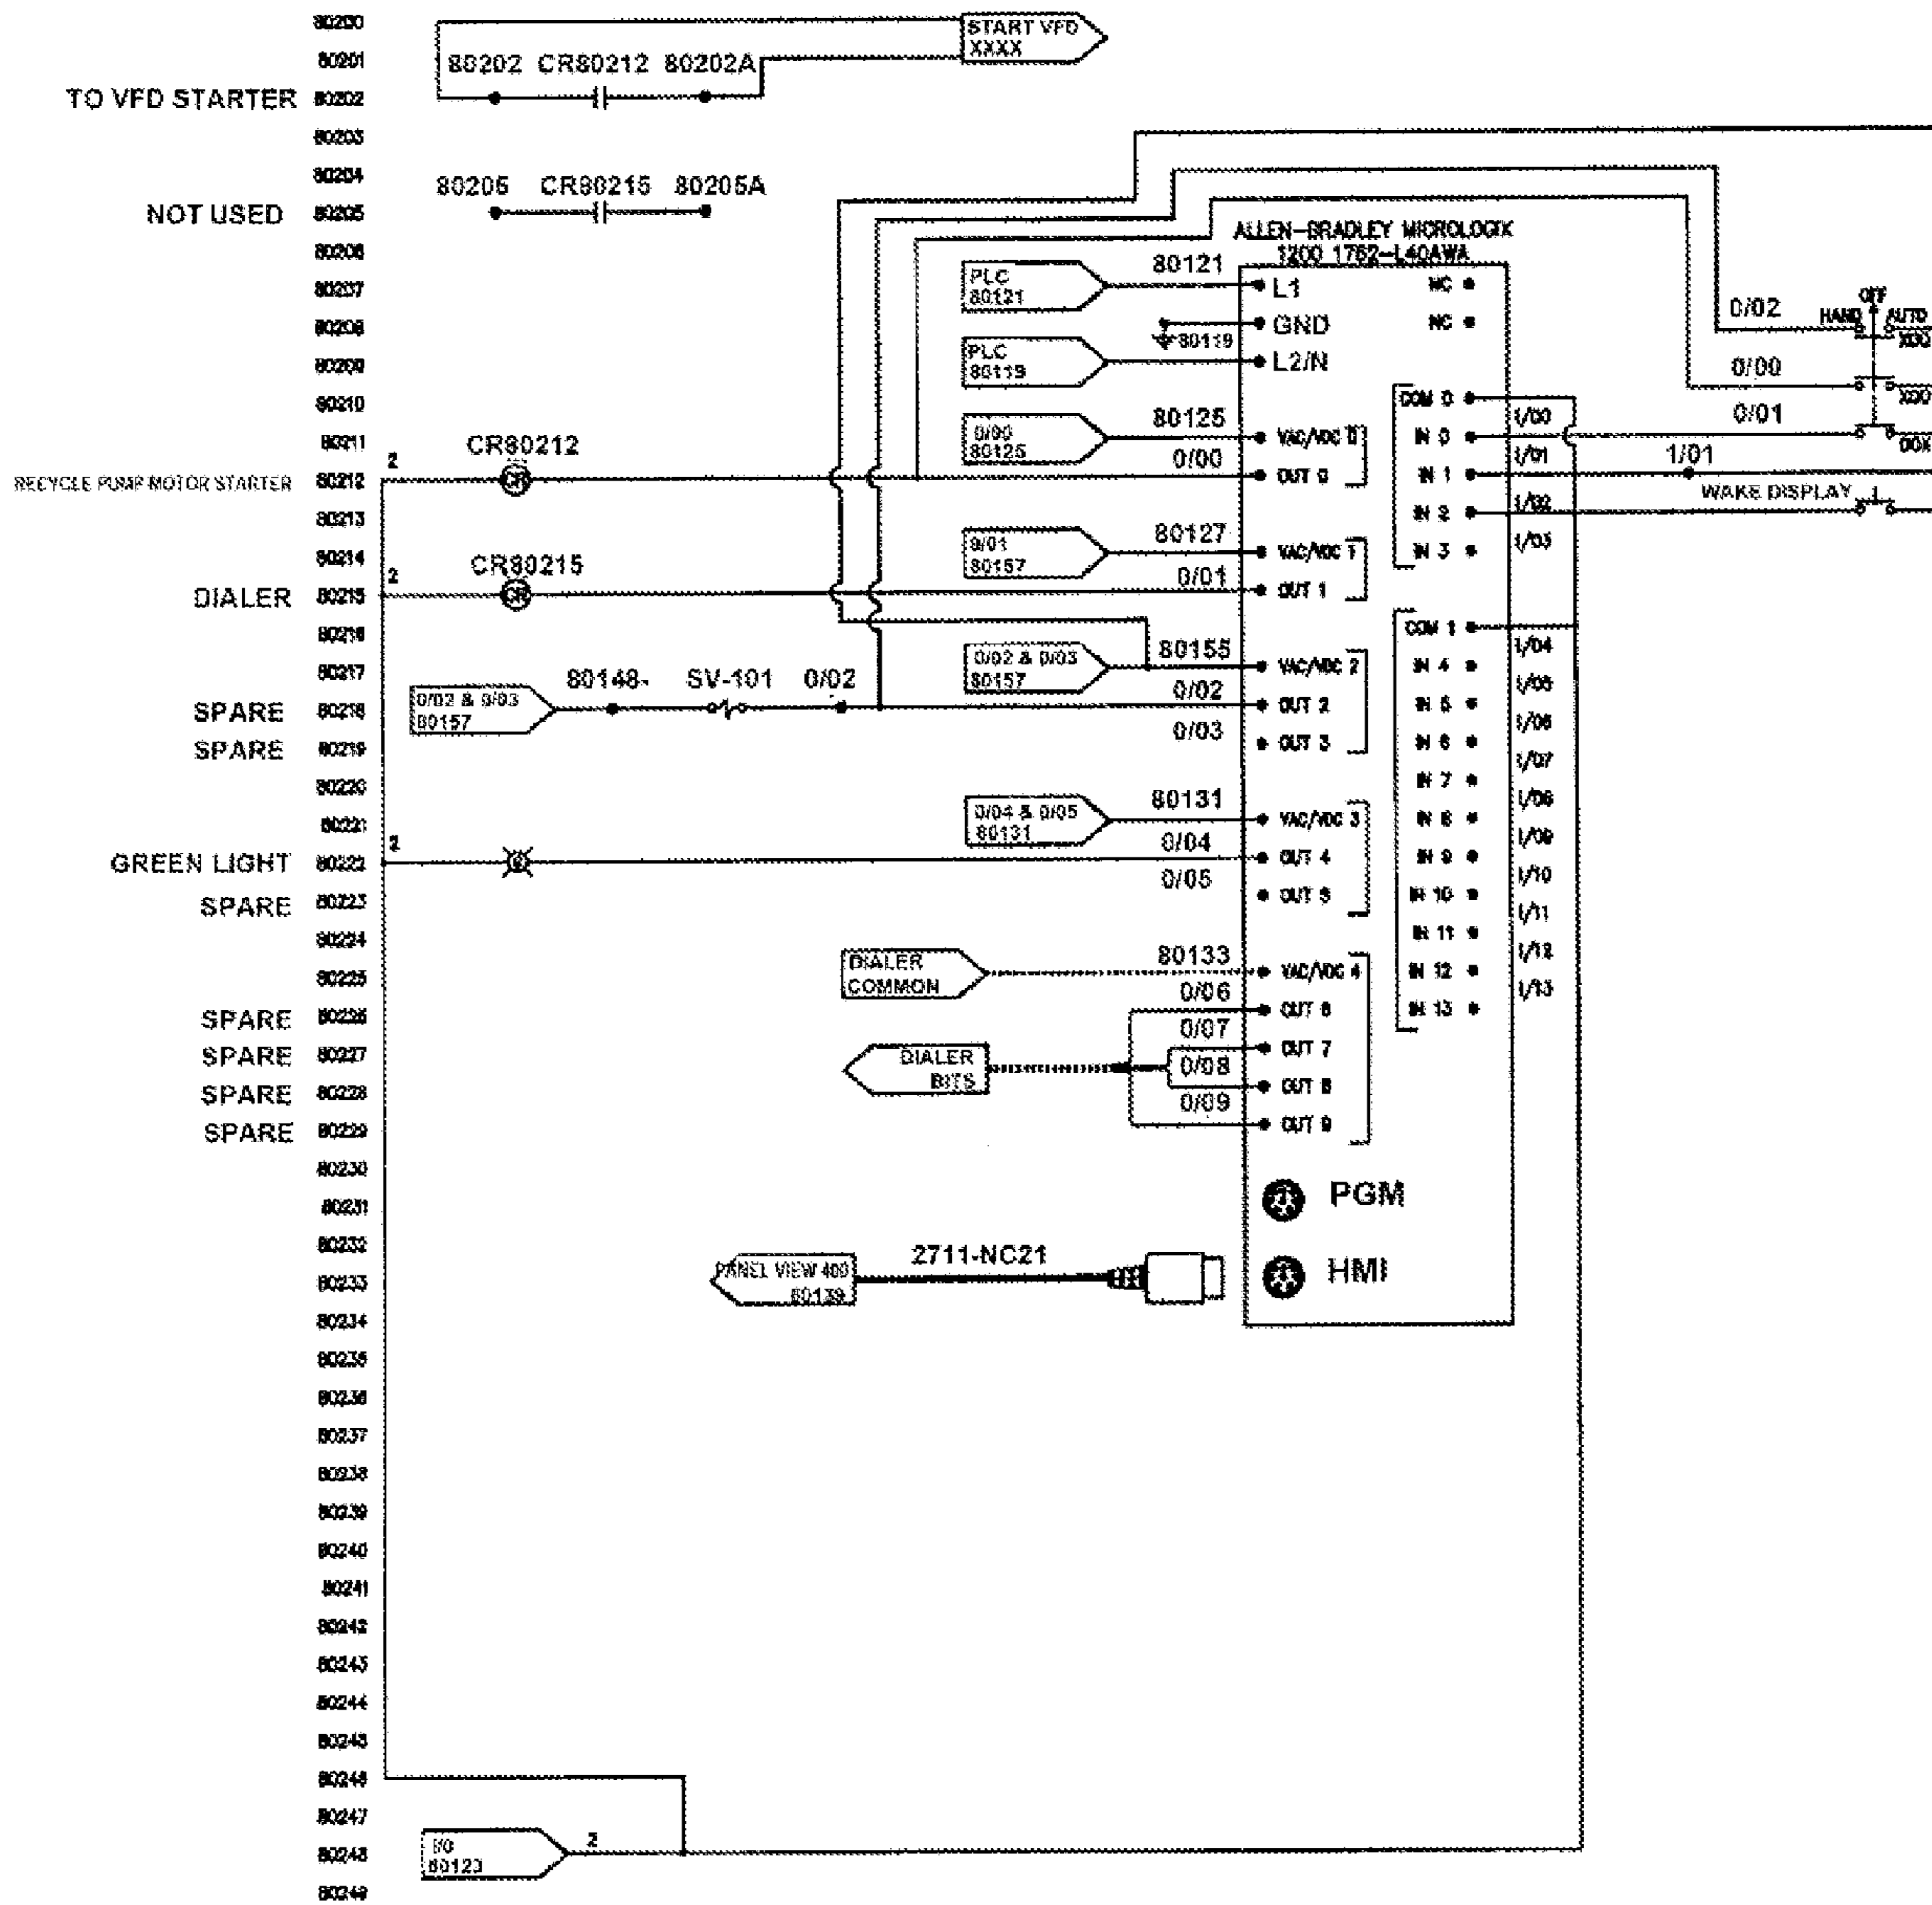 80200
80201
TO VFD STARTER 80202
80203
80204
NOT USED 80205
80206
80207
80208
80209
80210
80211
RECYCLE PUMP MOTOR STARTER 80212
80213
80214
DIALER 80215
80216
80217
SPARE 80218
SPARE 80219
80220
80221
GREEN LIGHT 80222
SPARE 80223
80224
80225
SPARE 80226
SPARE 80227
SPARE 80228
SPARE 80229
80230
80231
80232
80233
80234
80235
80236
80237
80238
80239
80240
80241
80242
80243
80244
80245
80246
80247
80248
80249
START VFD
XXXX
80202 CR80212 80202A
80205 CR80215 80205A
2
CR80212
CR
2
CR80215
CR
0/02 & 0/03
80157
80148-
SV-101
0/02
2
G
PLC
80121
80121
80119
PLC
80119
0/00
80125
80125
0/00
0/01
80157
80127
0/01
0/02 & 0/03
80157
80155
0/02
0/03
0/04 & 0/05
80131
80131
0/04
0/05
DIALER
COMMON
80133
0/06
0/07
DIALER
BITS
0/08
0/09
PANEL VIEW 400
80139
2711-NC21
I/O
80123
2
ALLEN-BRADLEY MICROLOGIX
1200 1762-L40AWA
L1
GND
L2/N
VAC/VDC 0
OUT 0
VAC/VDC 1
OUT 1
VAC/VDC 2
OUT 2
OUT 3
VAC/VDC 3
OUT 4
OUT 5
VAC/VDC 4
OUT 6
OUT 7
OUT 8
OUT 9
PGM
HMI
NC
NC
COM 0
IN 0
IN 1
IN 2
IN 3
COM 1
IN 4
IN 5
IN 6
IN 7
IN 8
IN 9
IN 10
IN 11
IN 12
IN 13
I/00
I/01
I/02
I/03
I/04
I/05
I/06
I/07
I/08
I/09
I/10
I/11
I/12
I/13
0/02
0/00
0/01
1/01
WAKE DISPLAY
OFF
HAND AUTO
XOO
XOO
OOX